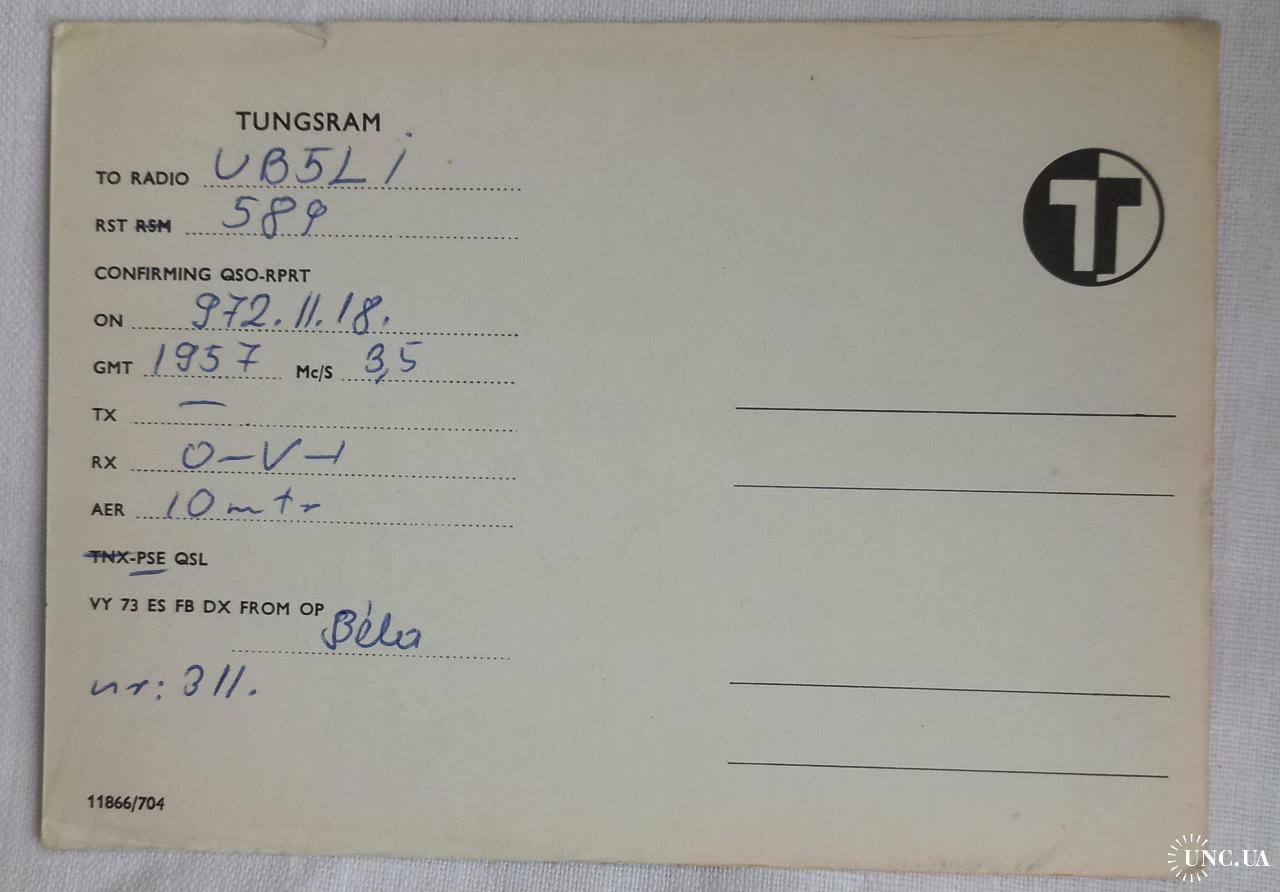 TUNGSRAM
TO RADIO UB5LI
RST RSM 589
CONFIRMING QSO-RPRT
ON 972.11.18.
GMT 1957 Mc/S 3,5
TX —
RX O-V-1
AER 10 mtr
TNX-PSE QSL
VY 73 ES FB DX FROM OP Béla
nr: 311.
11866/704
T
UNC.UA